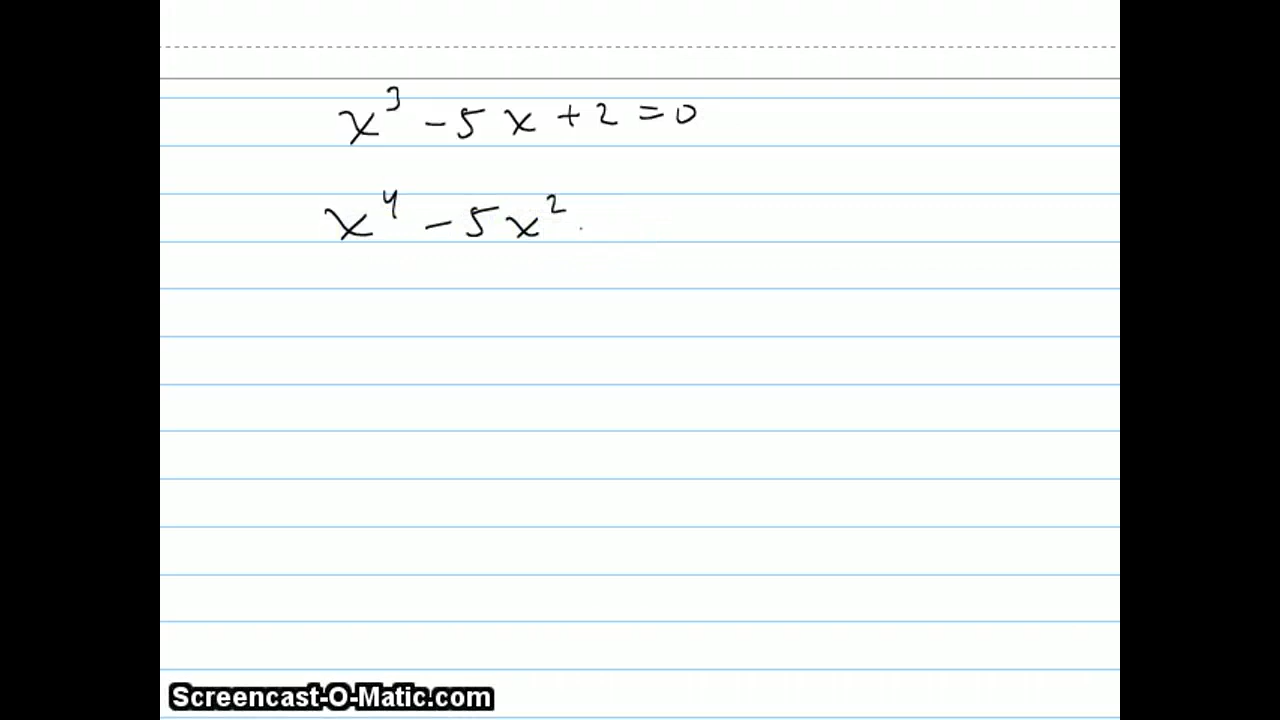 x³ - 5x + 2 = 0
x⁴ - 5x²
Screencast-O-Matic.com